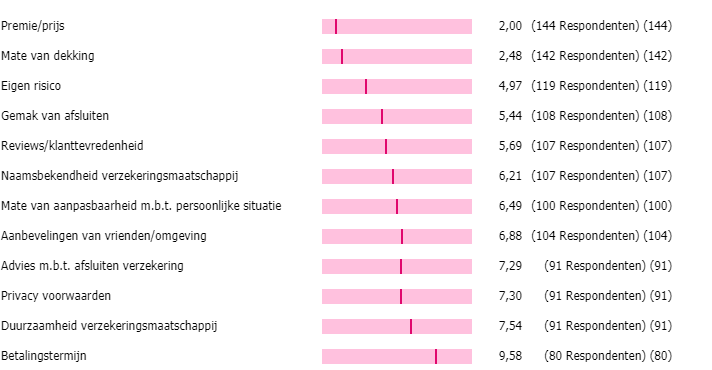 Premie/prijs 2,00 (144 Respondenten) (144)
Mate van dekking 2,48 (142 Respondenten) (142)
Eigen risico 4,97 (119 Respondenten) (119)
Gemak van afsluiten 5,44 (108 Respondenten) (108)
Reviews/klanttevredenheid 5,69 (107 Respondenten) (107)
Naamsbekendheid verzekeringsmaatschappij 6,21 (107 Respondenten) (107)
Mate van aanpasbaarheid m.b.t. persoonlijke situatie 6,49 (100 Respondenten) (100)
Aanbevelingen van vrienden/omgeving 6,88 (104 Respondenten) (104)
Advies m.b.t. afsluiten verzekering 7,29 (91 Respondenten) (91)
Privacy voorwaarden 7,30 (91 Respondenten) (91)
Duurzaamheid verzekeringsmaatschappij 7,54 (91 Respondenten) (91)
Betalingstermijn 9,58 (80 Respondenten) (80)